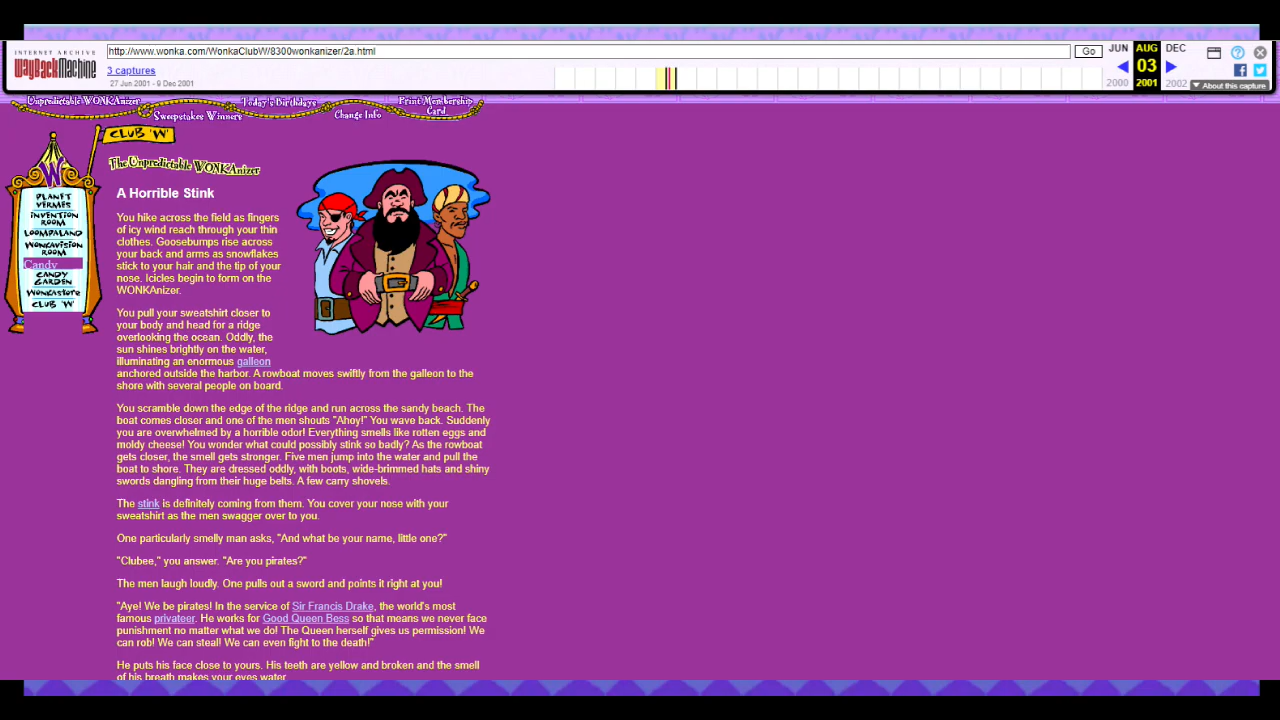 INTERNET ARCHIVE
WayBackMachine
http://www.wonka.com/WonkaClubW/8300wonkanizer/2a.html
Go
JUN
AUG
DEC
3 captures
03
27 Jun 2001 - 9 Dec 2001
2000
2001
2002
About this capture
Unpredictable WONKAnizer
Sweepstakes Winners
Today's Birthdays
Change Info
Print Membership
Card
CLUB 'W'
The Unpredictable WONKAnizer
W
PLANET
VERMES
INVENTION
ROOM
LOOMPALAND
WONKAVISION
ROOM
Candy
CANDY
GARDEN
WONKASTORE
CLUB 'W'
A Horrible Stink
You hike across the field as fingers
of icy wind reach through your thin
clothes. Goosebumps rise across
your back and arms as snowflakes
stick to your hair and the tip of your
nose. Icicles begin to form on the
WONKAnizer.
You pull your sweatshirt closer to
your body and head for a ridge
overlooking the ocean. Oddly, the
sun shines brightly on the water,
illuminating an enormous galleon
anchored outside the harbor. A rowboat moves swiftly from the galleon to the
shore with several people on board.
You scramble down the edge of the ridge and run across the sandy beach. The
boat comes closer and one of the men shouts "Ahoy!" You wave back. Suddenly
you are overwhelmed by a horrible odor! Everything smells like rotten eggs and
moldy cheese! You wonder what could possibly stink so badly? As the rowboat
gets closer, the smell gets stronger. Five men jump into the water and pull the
boat to shore. They are dressed oddly, with boots, wide-brimmed hats and shiny
swords dangling from their huge belts. A few carry shovels.
The stink is definitely coming from them. You cover your nose with your
sweatshirt as the men swagger over to you.
One particularly smelly man asks, "And what be your name, little one?"
"Clubee," you answer. "Are you pirates?"
The men laugh loudly. One pulls out a sword and points it right at you!
"Aye! We be pirates! In the service of Sir Francis Drake, the world's most
famous privateer. He works for Good Queen Bess so that means we never face
punishment no matter what we do! The Queen herself gives us permission! We
can rob! We can steal! We can even fight to the death!"
He puts his face close to yours. His teeth are yellow and broken and the smell
of his breath makes your eyes water.